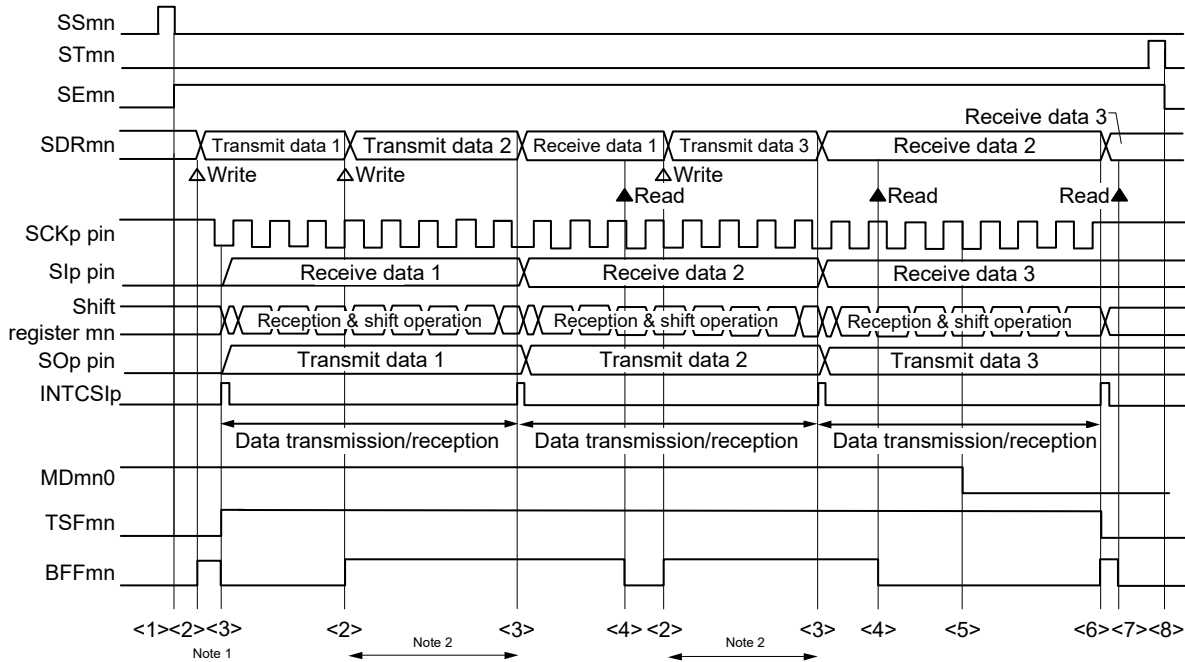 SSmn
STmn
SEmn
Receive data 3
SDRmn Transmit data 1 Transmit data 2 Receive data 1 Transmit data 3 Receive data 2
Write Write Write
Read Read Read
SCKp pin
SIp pin Receive data 1 Receive data 2 Receive data 3
Shift
register mn Reception & shift operation Reception & shift operation Reception & shift operation
SOp pin Transmit data 1 Transmit data 2 Transmit data 3
INTCSIp
Data transmission/reception Data transmission/reception Data transmission/reception
MDmn0
TSFmn
BFFmn
<1> <2> <3> <2> <3> <4> <2> <3> <4> <5> <6> <7> <8>
Note 1 Note 2 Note 2